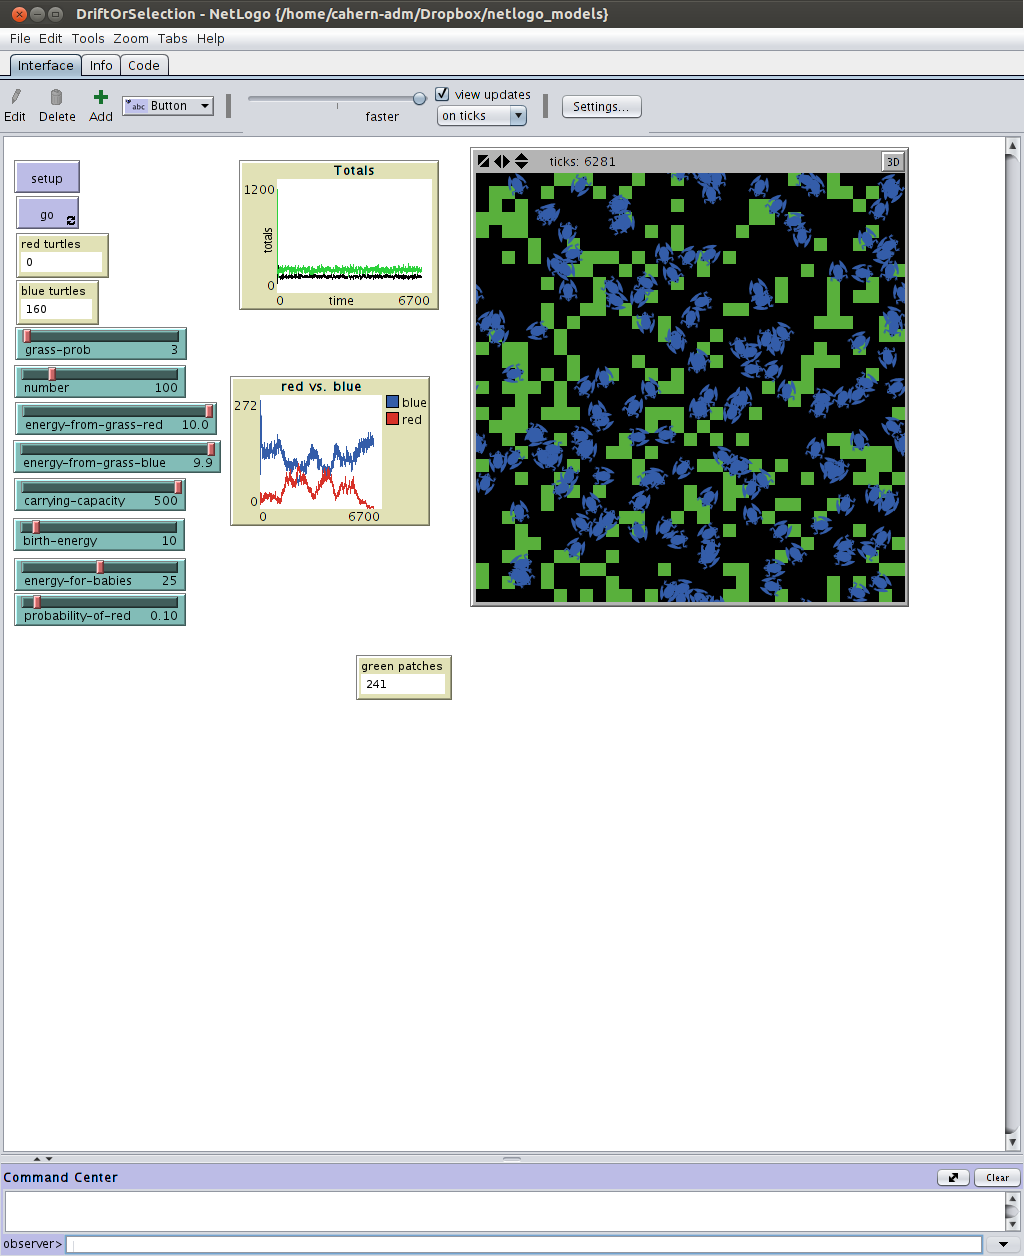 DriftOrSelection - NetLogo {/home/cahern-adm/Dropbox/netlogo_models}
File Edit Tools Zoom Tabs Help
Interface Info Code
Edit Delete Add abc Button faster view updates on ticks Settings...
setup
go
red turtles
0
blue turtles
160
grass-prob 3
number 100
energy-from-grass-red 10.0
energy-from-grass-blue 9.9
carrying-capacity 500
birth-energy 10
energy-for-babies 25
probability-of-red 0.10
Totals
1200
totals
0
0 time 6700
red vs. blue
272
blue
red
0
0 6700
ticks: 6281 3D
green patches
241
Command Center Clear
observer>